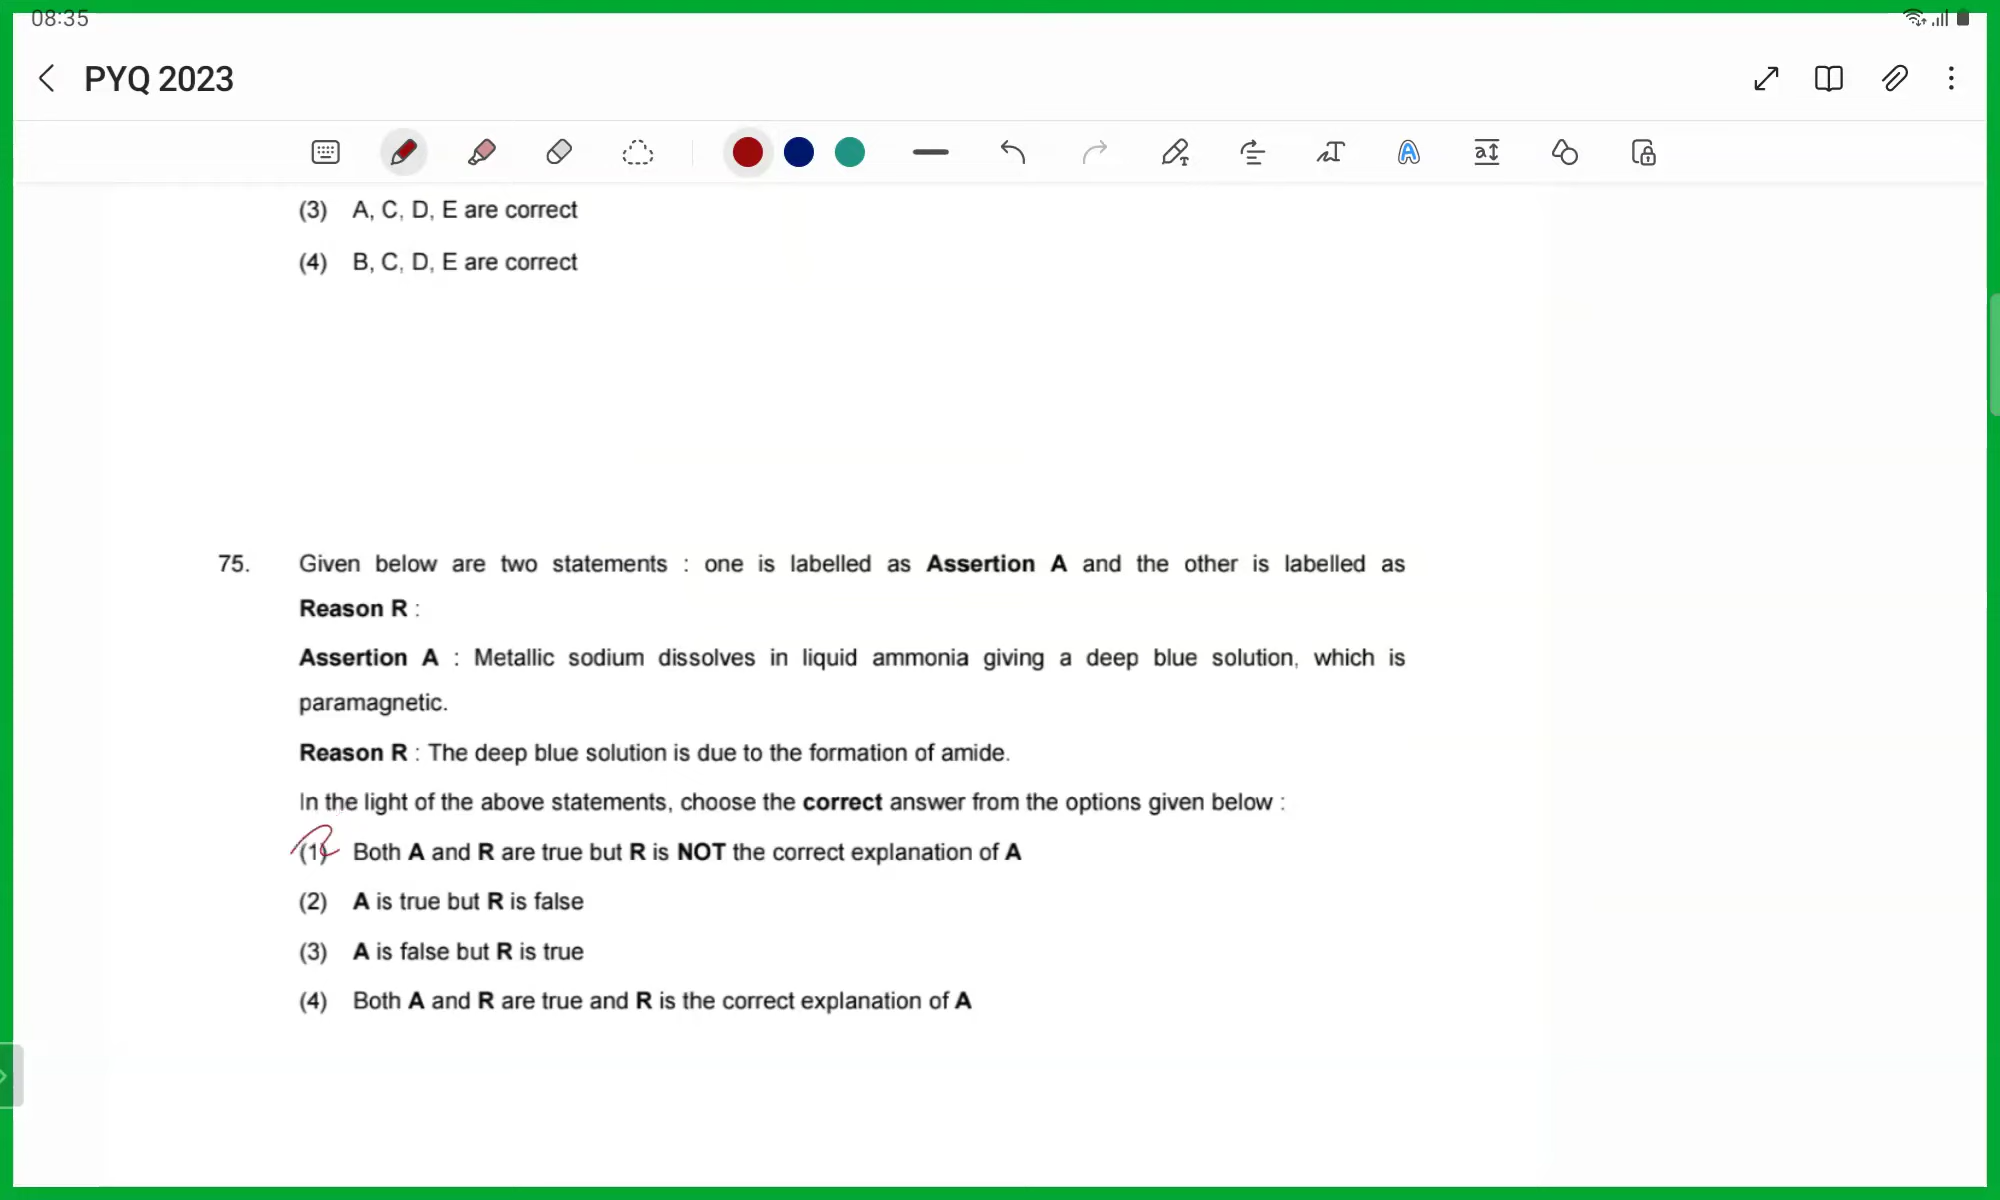 08:35
PYQ 2023
(3) A, C, D, E are correct
(4) B, C, D, E are correct
75. Given below are two statements : one is labelled as Assertion A and the other is labelled as
Reason R :
Assertion A : Metallic sodium dissolves in liquid ammonia giving a deep blue solution, which is
paramagnetic.
Reason R : The deep blue solution is due to the formation of amide.
In the light of the above statements, choose the correct answer from the options given below :
(1) Both A and R are true but R is NOT the correct explanation of A
(2) A is true but R is false
(3) A is false but R is true
(4) Both A and R are true and R is the correct explanation of A